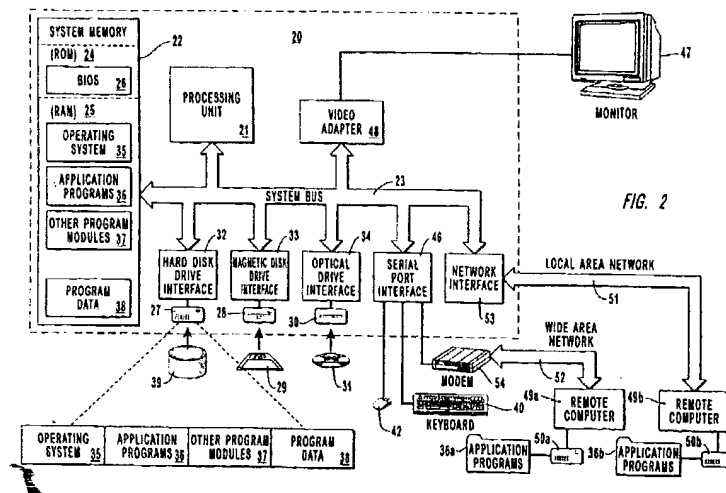 SYSTEM MEMORY
22
20
(ROM) 24
BIOS 26
(RAM) 25
OPERATING SYSTEM 35
APPLICATION PROGRAMS 36
OTHER PROGRAM MODULES 37
PROGRAM DATA 38
PROCESSING UNIT 21
VIDEO ADAPTER 48
47
MONITOR
23
SYSTEM BUS
FIG. 2
32
HARD DISK DRIVE INTERFACE
33
MAGNETIC DISK DRIVE INTERFACE
34
OPTICAL DRIVE INTERFACE
46
SERIAL PORT INTERFACE
NETWORK INTERFACE
53
LOCAL AREA NETWORK
51
27
28
30
39
29
31
WIDE AREA NETWORK
52
MODEM
54
42
KEYBOARD
40
49a
REMOTE COMPUTER
49b
REMOTE COMPUTER
36a
APPLICATION PROGRAMS
50a
36b
APPLICATION PROGRAMS
50b
OPERATING SYSTEM 35
APPLICATION PROGRAMS 36
OTHER PROGRAM MODULES 37
PROGRAM DATA 38